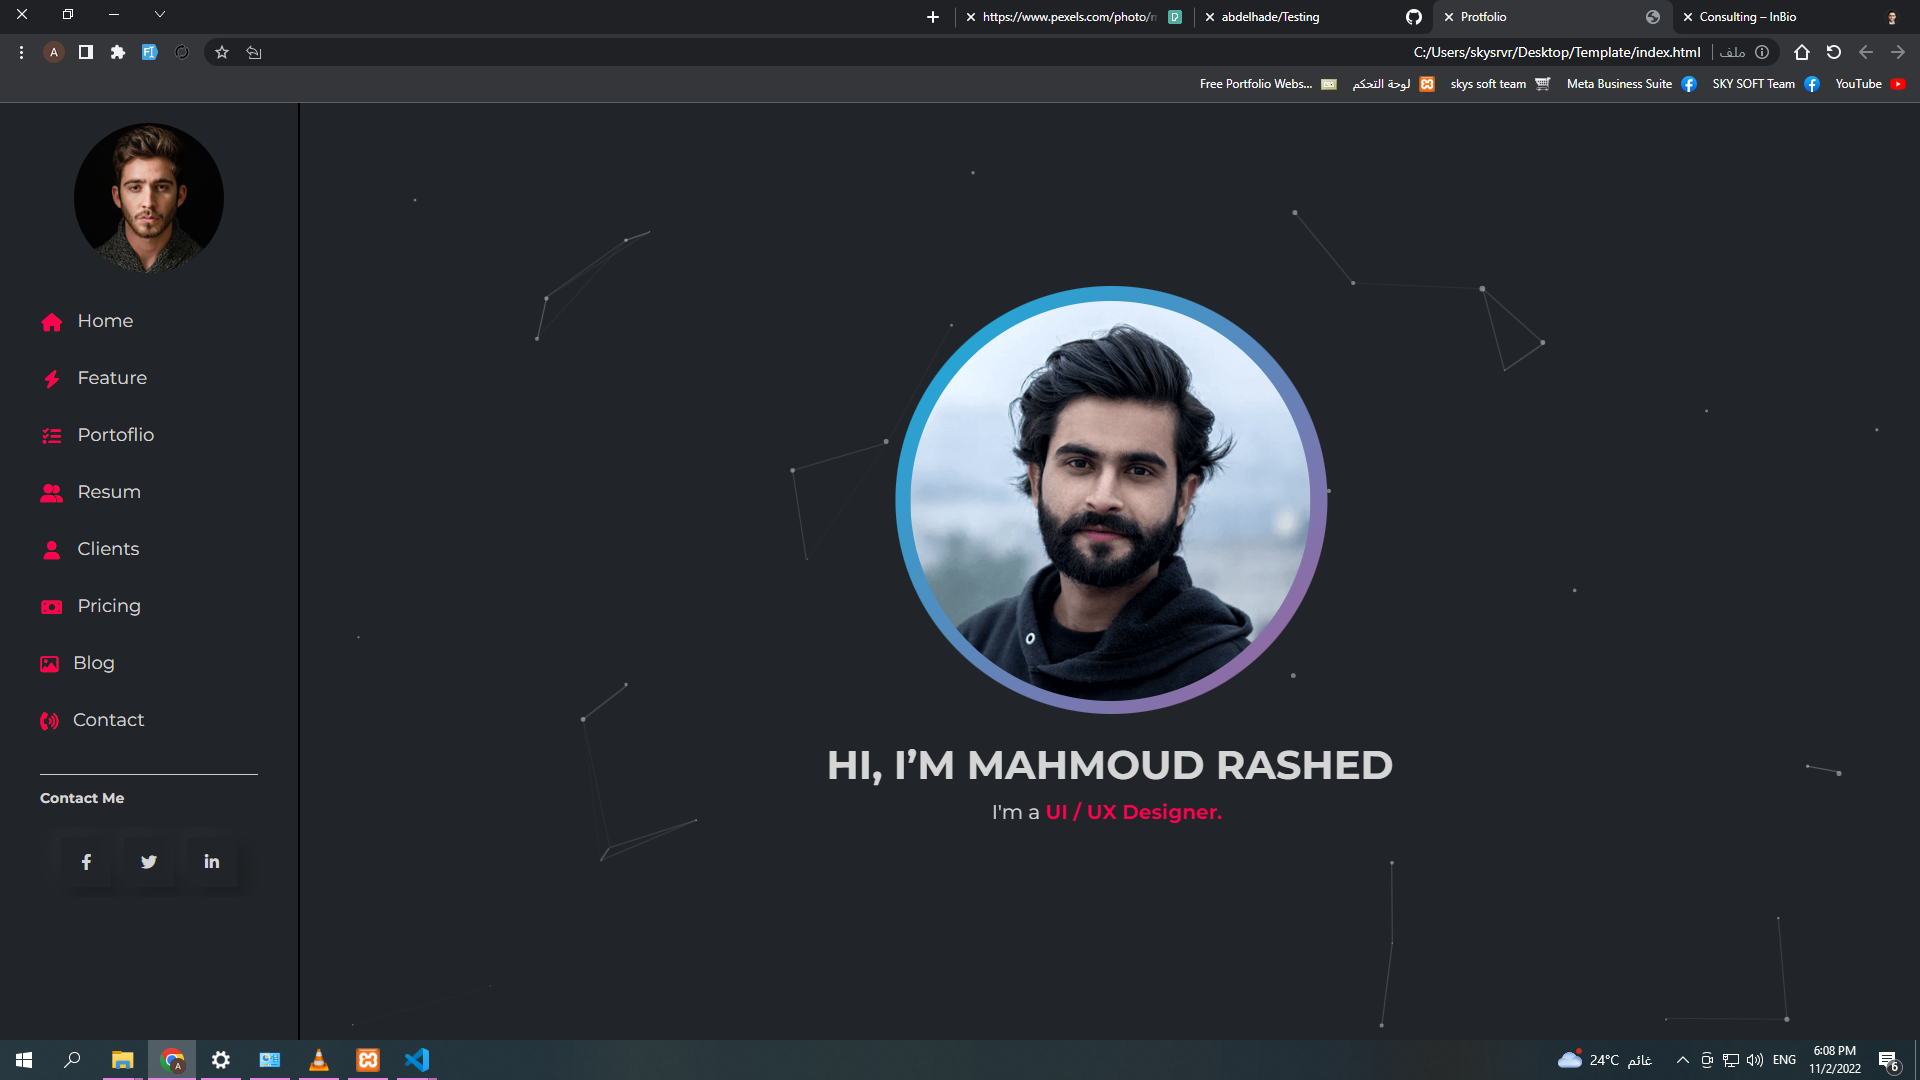 https://www.pexels.com/photo/m
abdelhade/Testing
Protfolio
Consulting – InBio
A
C:/Users/skysrvr/Desktop/Template/index.html
ملف
Free Portfolio Webs...
لوحة التحكم
skys soft team
Meta Business Suite
SKY SOFT Team
YouTube
Home
Feature
Portoflio
Resum
Clients
Pricing
Blog
Contact
Contact Me
HI, I’M MAHMOUD RASHED
I'm a UI / UX Designer.
24°C غائم
ENG
6:08 PM
11/2/2022
6